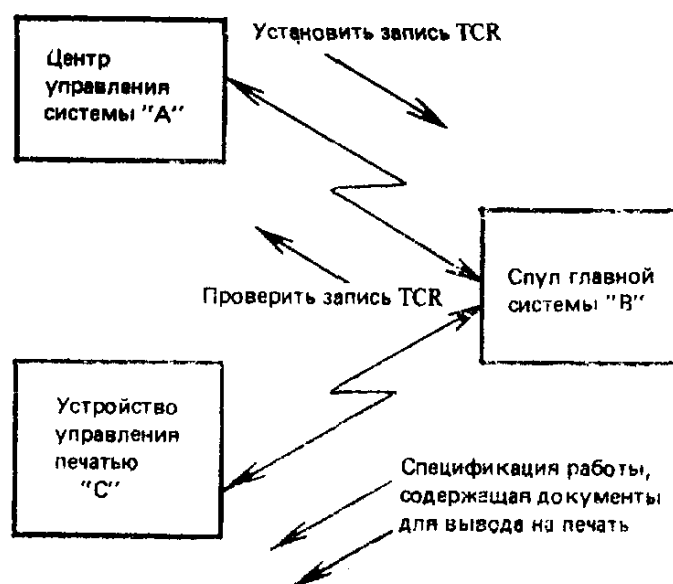 Установить запись TCR
Центр
управления
системы "А"
Спул главной
системы "В"
Проверить запись TCR
Устройство
управления
печатью
"С"
Спецификация работы,
содержащая документы
для вывода на печать